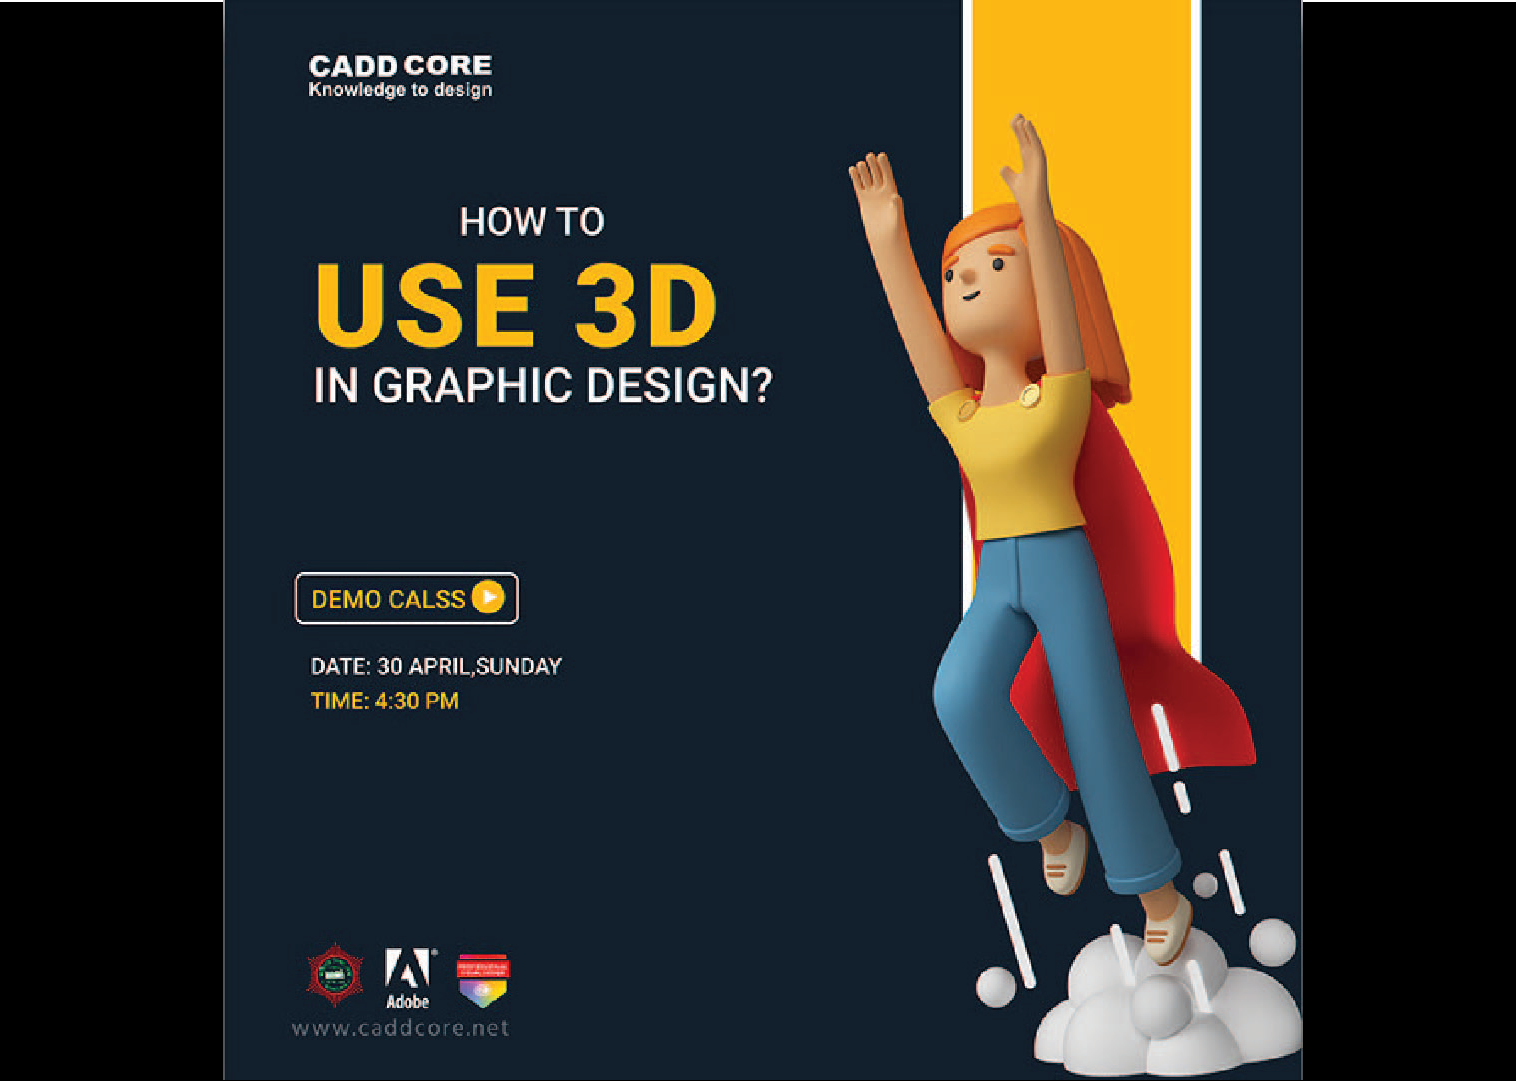 CADD CORE
Knowledge to design
HOW TO
USE 3D
IN GRAPHIC DESIGN?
DEMO CALSS
DATE: 30 APRIL,SUNDAY
TIME: 4:30 PM
Adobe
www.caddcore.net